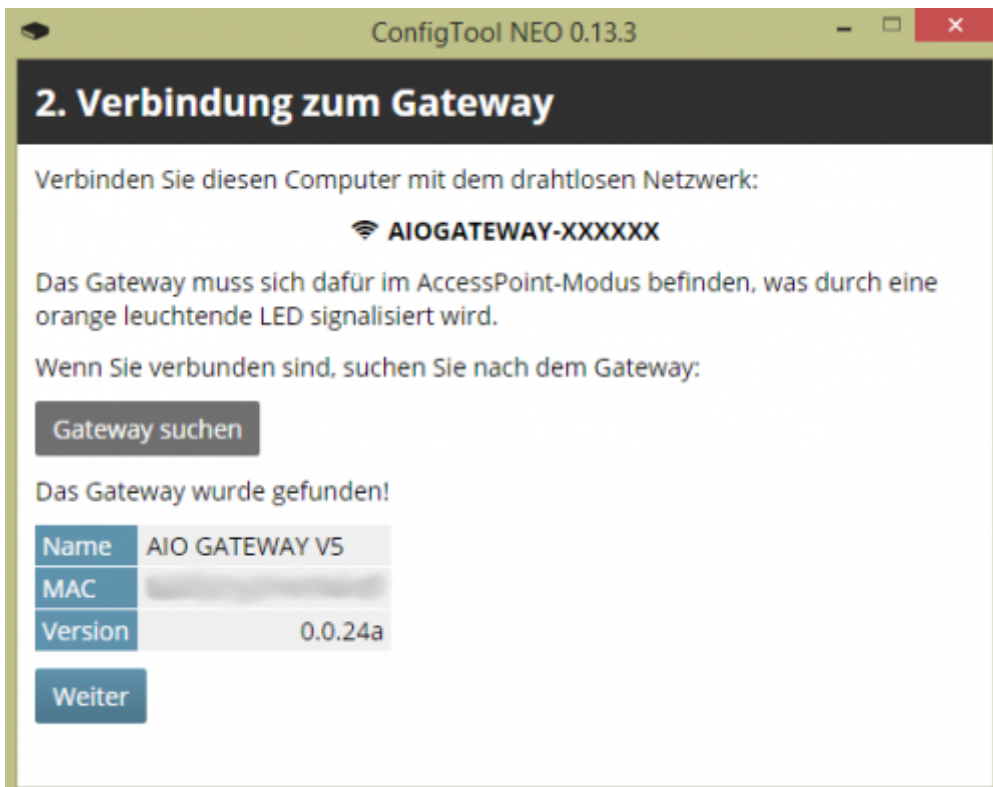 ConfigTool NEO 0.13.3
2. Verbindung zum Gateway
Verbinden Sie diesen Computer mit dem drahtlosen Netzwerk:
AIOGATEWAY-XXXXXX
Das Gateway muss sich dafür im AccessPoint-Modus befinden, was durch eine
orange leuchtende LED signalisiert wird.
Wenn Sie verbunden sind, suchen Sie nach dem Gateway:
Gateway suchen
Das Gateway wurde gefunden!
Name AIO GATEWAY V5
MAC
Version 0.0.24a
Weiter